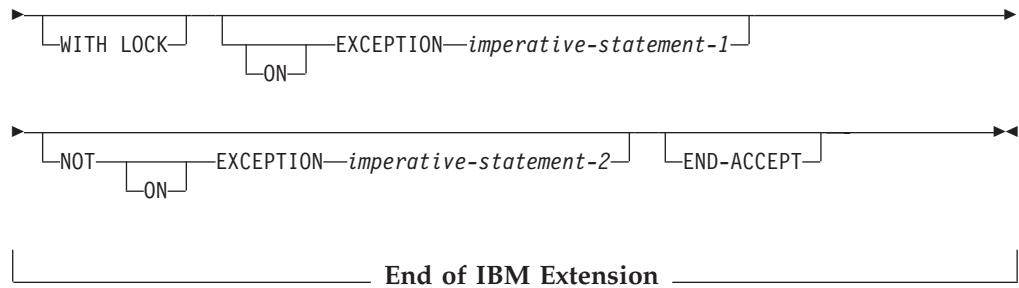 WITH LOCK EXCEPTION imperative-statement-1
ON
NOT EXCEPTION imperative-statement-2 END-ACCEPT
ON
End of IBM Extension